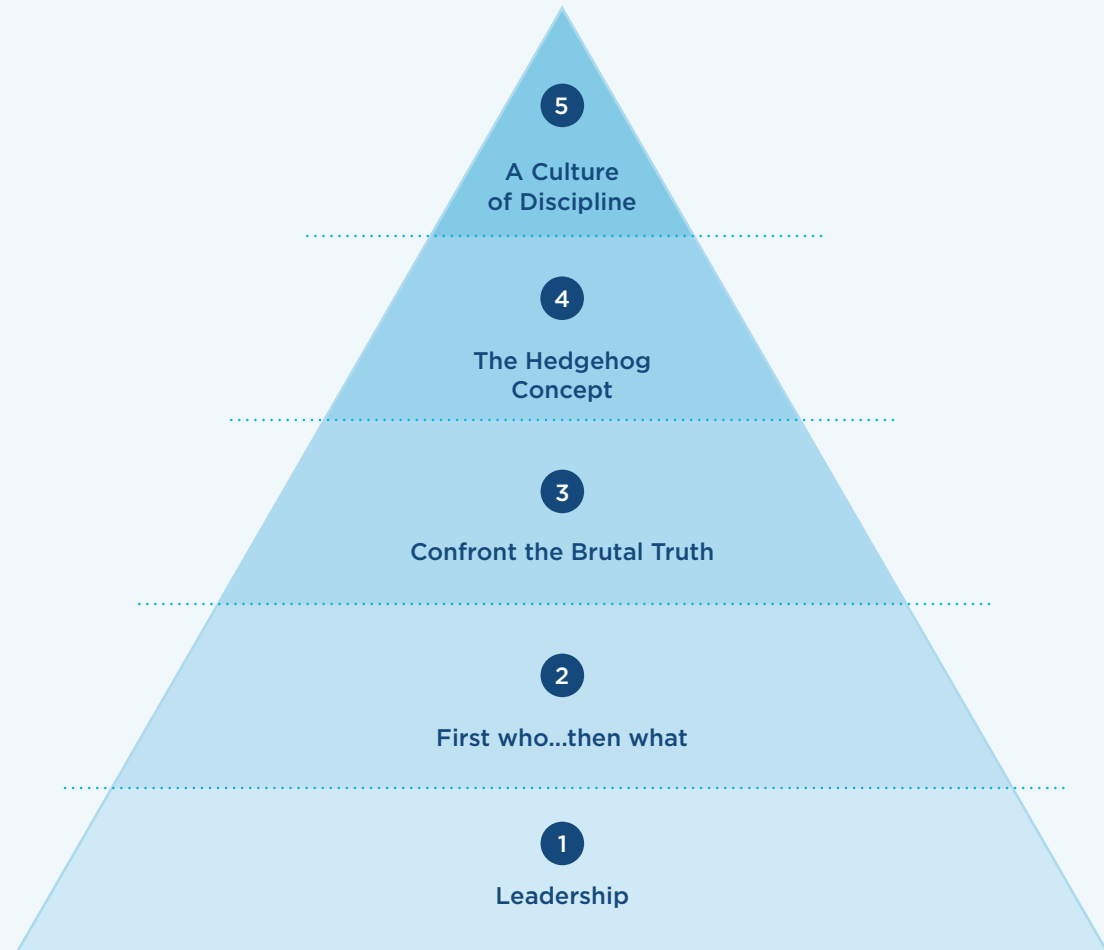 5
A Culture
of Discipline
4
The Hedgehog
Concept
3
Confront the Brutal Truth
2
First who...then what
1
Leadership